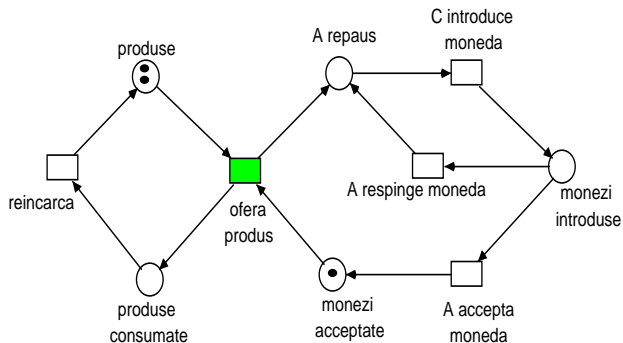 produse
A repaus
C introduce
moneda
reincarca
ofera
produs
A respinge moneda
monezi
introduse
produse
consumate
monezi
acceptate
A accepta
moneda